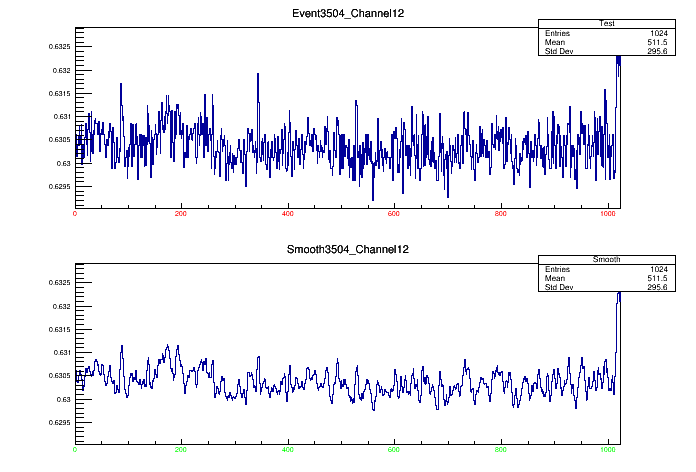 Event3504_Channel12
Test
Entries 1024
Mean 511.5
Std Dev 295.6
0.6325
0.632
0.6315
0.631
0.6305
0.63
0.6295
0 200 400 600 800 1000
Smooth3504_Channel12
Smooth
Entries 1024
Mean 511.5
Std Dev 295.6
0.6325
0.632
0.6315
0.631
0.6305
0.63
0.6295
0 200 400 600 800 1000